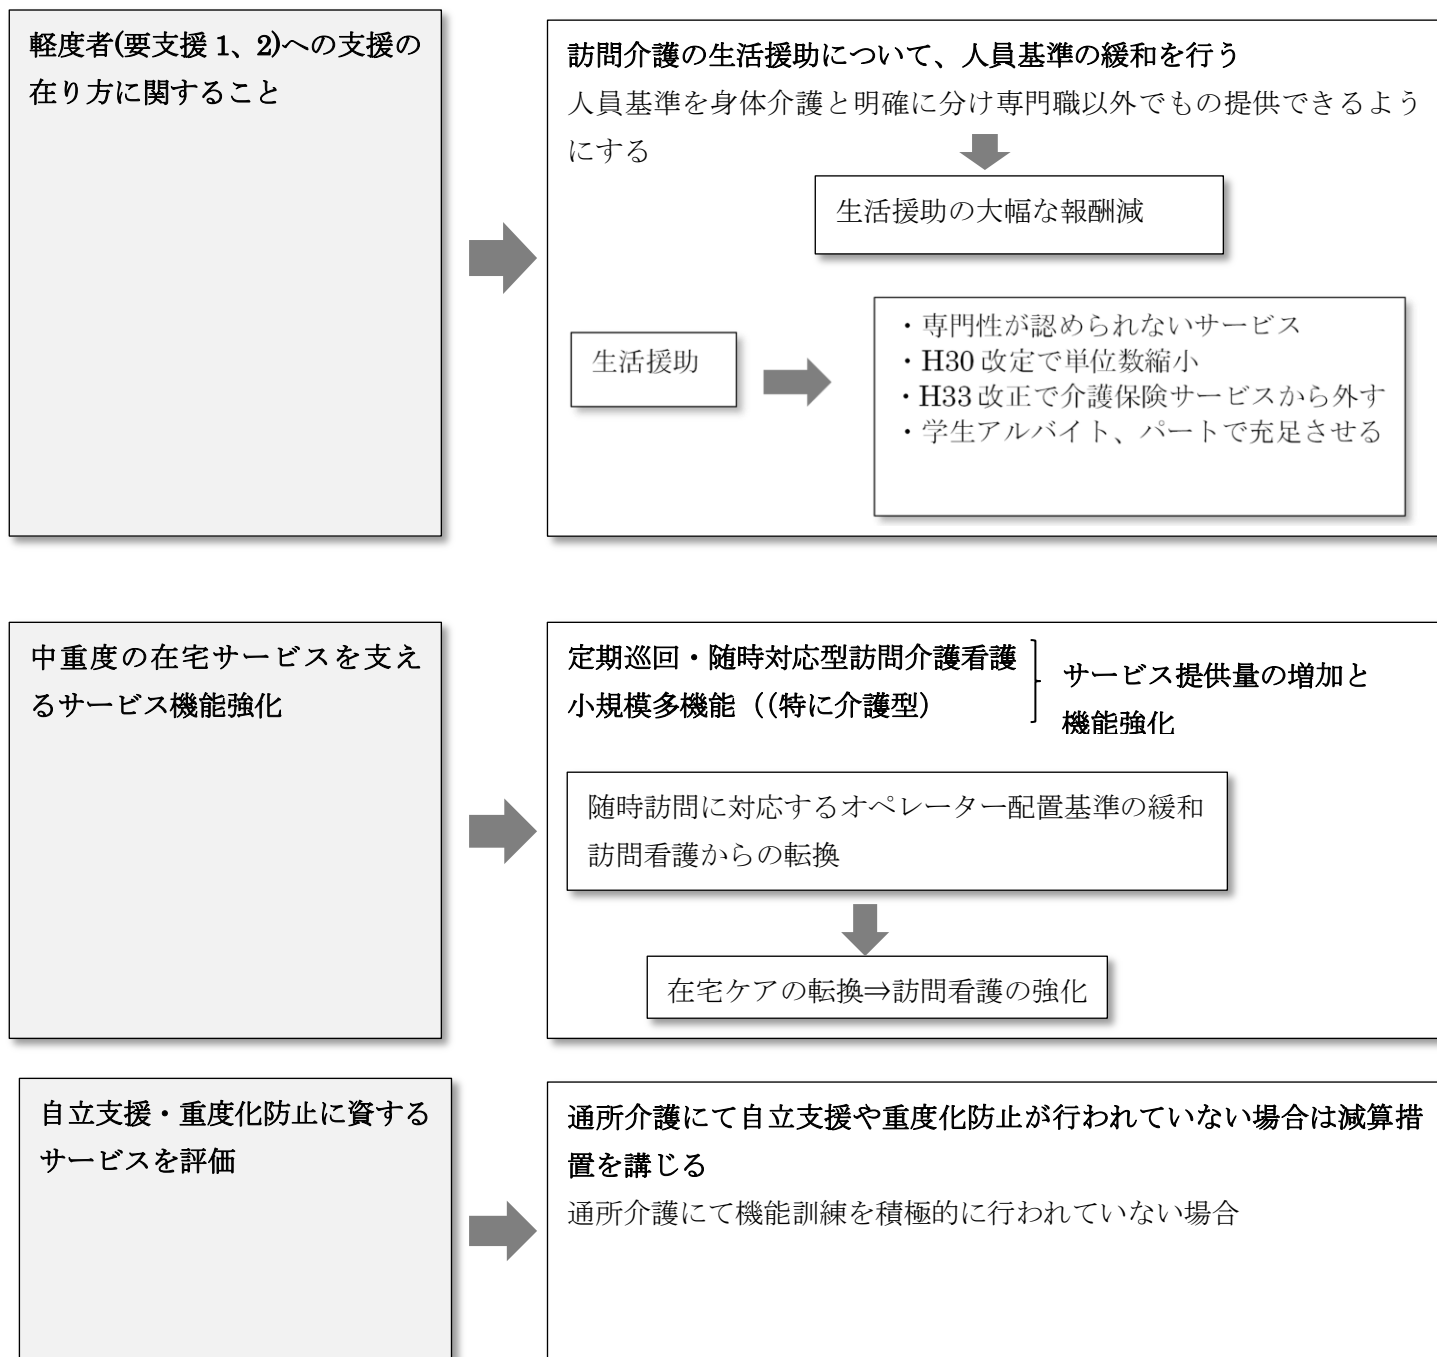 軽度者(要支援 1、2)への支援の
在り方に関すること
訪問介護の生活援助について、人員基準の緩和を行う
人員基準を身体介護と明確に分け専門職以外でもの提供できるよう
にする
生活援助の大幅な報酬減
生活援助
・専門性が認められないサービス
・H30 改定で単位数縮小
・H33 改正で介護保険サービスから外す
・学生アルバイト、パートで充足させる
中重度の在宅サービスを支え
るサービス機能強化
定期巡回・随時対応型訪問介護看護
小規模多機能（(特に介護型）
サービス提供量の増加と
機能強化
随時訪問に対応するオペレーター配置基準の緩和
訪問看護からの転換
在宅ケアの転換⇒訪問看護の強化
自立支援・重度化防止に資する
サービスを評価
通所介護にて自立支援や重度化防止が行われていない場合は減算措
置を講じる
通所介護にて機能訓練を積極的に行われていない場合